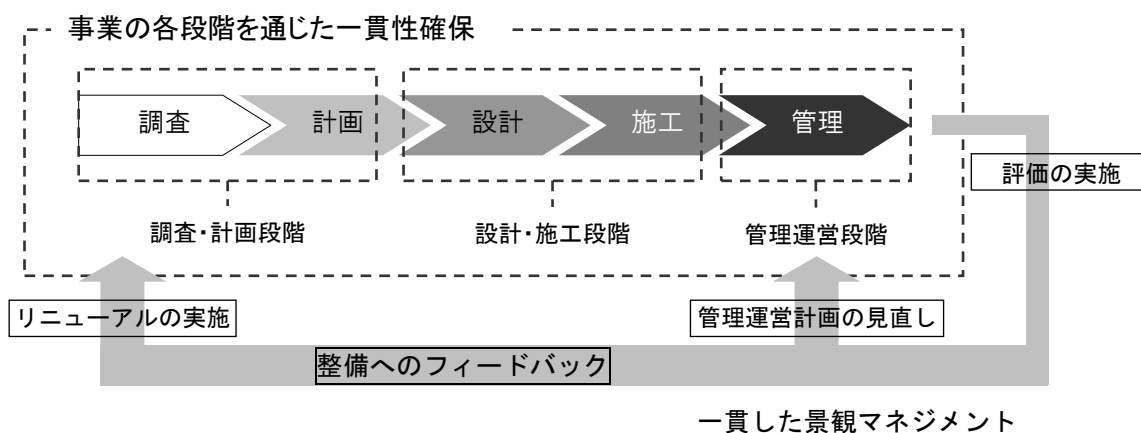 事業の各段階を通じた一貫性確保
調査
計画
設計
施工
管理
評価の実施
調査・計画段階
設計・施工段階
管理運営段階
リニューアルの実施
管理運営計画の見直し
整備へのフィードバック
一貫した景観マネジメント